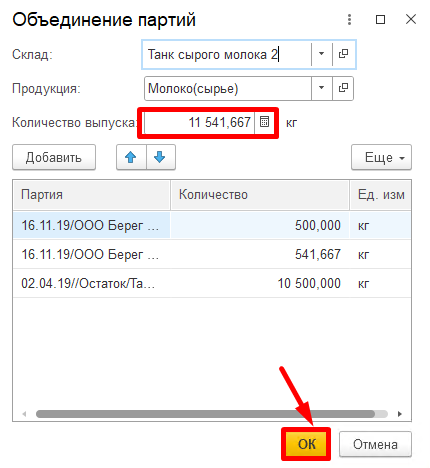 Объединение партий
Склад: Танк сырого молока 2
Продукция: Молоко(сырье)
Количество выпуска: 11 541,667 кг
Добавить Еще
Партия Количество Ед. изм
16.11.19/ООО Берег ... 500,000 кг
16.11.19/ООО Берег ... 541,667 кг
02.04.19//Остаток/Та... 10 500,000 кг
ОК Отмена